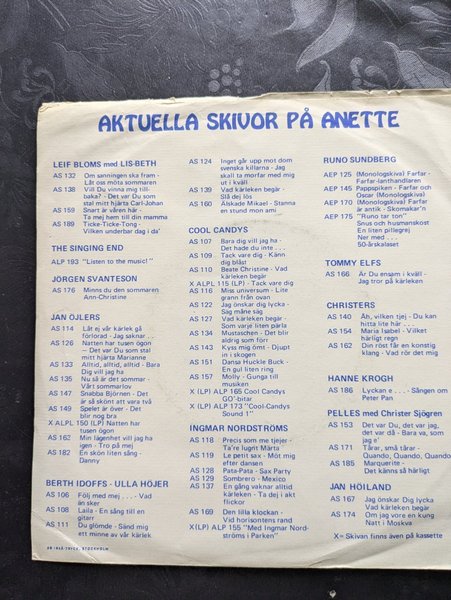 AKTUELLA SKIVOR PÅ ANETTE
LEIF BLOMS med LIS-BETH
AS 132 Om sanningen ska fram -
Låt oss möta sommaren
AS 138 Vill Du vinna mig till-
baka? - Det var Du som
stal mitt hjärta Carl-Johan
AS 159 Snart är våren här -
Ta mej hem till din mamma
AS 189 Ticke-Ticke-Tong -
Vilken underbar dag i da'
THE SINGING END
ALP 193 "Listen to the music!"
JÖRGEN SVANTESON
AS 176 Minns du den sommaren
Ann-Christine
JAN ÖJLERS
AS 114 Låt ej vår kärlek gå
förlorad - Jag saknar ..
AS 126 Natten har tusen ögon
- Det var Du som stal
mitt hjärta Marianne
AS 133 Alltid, alltid, alltid - Bara
Dig vill jag ha
AS 135 Nu så är det sommar -
Vårt sommarlov
AS 147 Snabba Björnen - Det
är så skönt att vara två
AS 149 Spelet är över - Det
blir nog bra
X ALPL 150 (LP) Natten har
tusen ögon
AS 162 Min lägenhet vill jag ha
igen - Tro på mej
AS 182 En skön liten sång -
Danny
BERTH IDOFFS - ULLA HÖJER
AS 106 Följ med mej ... - Vad
än sker
AS 108 Laila - En sång till en
gitarr
AS 111 Du glömde - Sänd mig
ett minne av vår kärlek
AS 124 Inget går upp mot dom
svenska killarna - Jag
skall ta morfar med mig
ut i kväll
AS 139 Vad kärleken begär -
Slå dej lös
AS 160 Älskade Mikael - Stanna
en stund mon ami
COOL CANDYS
AS 107 Bara dig vill jag ha -
Det hade du inte ...
AS 109 Tack vare dig - Känn
dig blåst
AS 110 Beate Christine - Vad
kärleken begär
X ALPL 115 (LP) - Tack vare dig
AS 116 Miss universum - Lite
grann från ovan
AS 122 Jag önskar dig lycka -
Säg måne säg
AS 127 Vad kärleken begär -
Som varje liten pärla
AS 134 Mustaschen - Det blir
aldrig som förr
AS 143 Kyss mig ömt - Djupt
in i skogen
AS 151 Dansa Huckle Buck -
En gul liten ring
AS 157 Molly - Gunga till
musiken
X (LP) ALP 165 Cool Candys
GÖ'-bitar
X (LP) ALP 173 "Cool-Candys
Sound 1"
INGMAR NORDSTRÖMS
AS 118 Precis som me tjejer -
Ta're lugnt Märta
AS 119 Le petit sax - Möt mig
efter dansen
AS 128 Pata-Pata - Sax Party
AS 129 Sombrero - Mexico
AS 137 En gång vaknar alltid
kärleken - Ta dej i akt
flickor
AS 169 Den lilla klockan -
Vid horisontens rand
X(LP) ALP 155 "Med Ingmar Nord-
ströms i Parken"
RUNO SUNDBERG
AEP 125 (Monologskiva) Farfar -
Farfar-lanthandlaren
AEP 145 Pappspiken - Farfar och
Oscar (Monologskiva)
AEP 170 (Monologskiva) Farfar
är antik - Skomakar'n
AEP 175 "Runo tar ton"
Snus och husmanskost
En liten pillegrej
Ner med ...
50-årskalaset
TOMMY ELFS
AS 166 Är Du ensam i kväll -
Jag tror på kärleken
CHRISTERS
AS 140 Åh, vilken tjej - Du kan
hitta lite här ...
AS 154 Maria Isabel - Vilket
härligt regn
AS 162 Din röst får en konstig
klang - Vad rör det mig
HANNE KROGH
AS 186 Lyckan e... - Sången om
Peter Pan
PELLES med Christer Sjögren
AS 153 Det var Du, det var jag,
det var då - Bara va, som
jag e'
AS 171 Tårar, små tårar -
Quando, Quando, Quando
AS 185 Marquerite -
Det känns så härligt
JAN HÖILAND
AS 167 Jag önskar Dig lycka
Vad kärleken begär
AS 174 Om jag vore en kung
Natt i Moskva
X= Skivan finns även på kassette